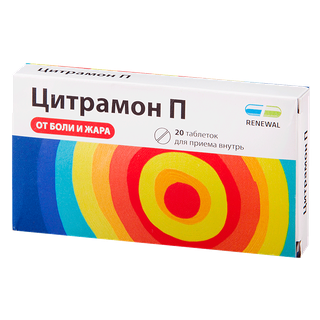 Цитрамон П
ОТ БОЛИ И ЖАРА
RENEWAL
20 таблеток
для приема внутрь